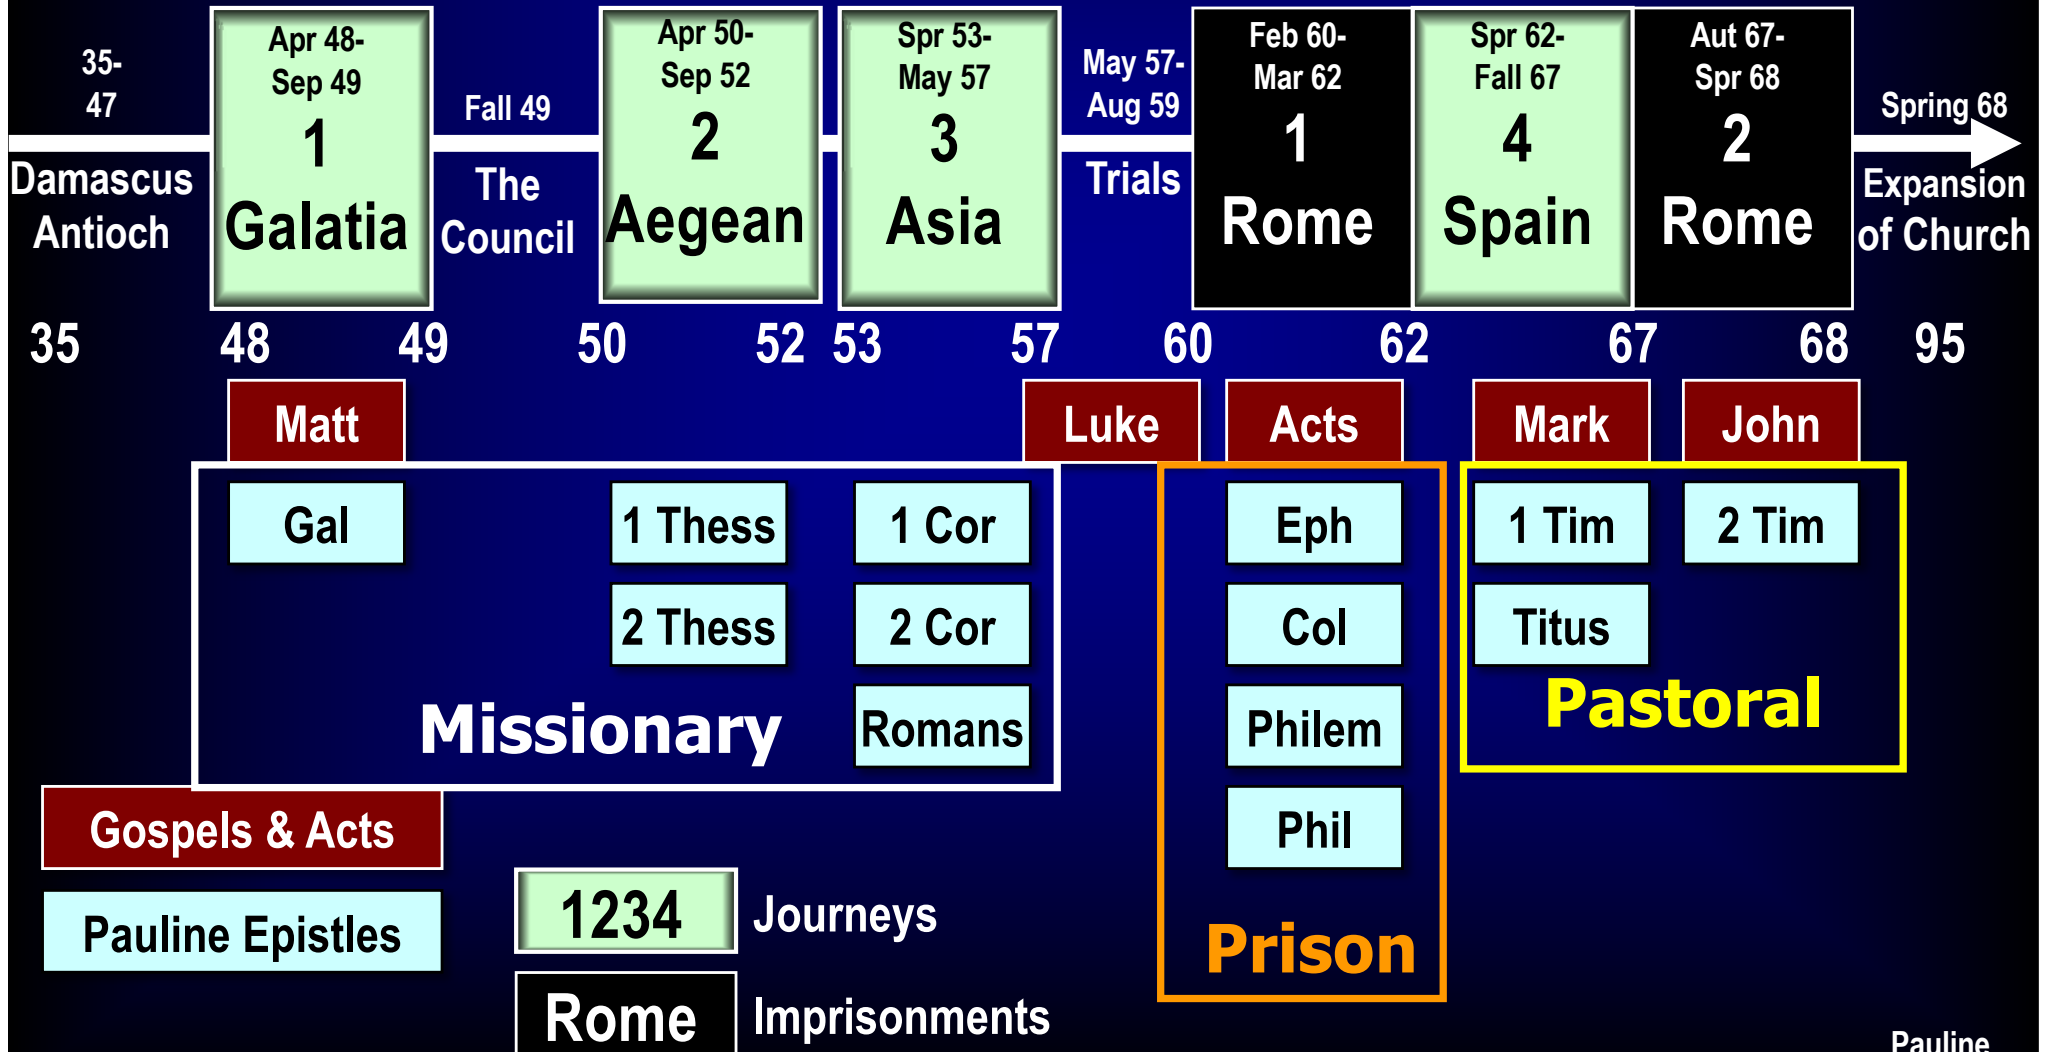 35-
47
Damascus
Antioch
Apr 48-
Sep 49
1
Galatia
Fall 49
The
Council
Apr 50-
Sep 52
2
Aegean
Spr 53-
May 57
3
Asia
May 57-
Aug 59
Trials
Feb 60-
Mar 62
1
Rome
Spr 62-
Fall 67
4
Spain
Aut 67-
Spr 68
2
Rome
Spring 68
Expansion
of Church
35 48 49 50 52 53 57 60 62 67 68 95
Matt Luke Acts Mark John
Gal 1 Thess 1 Cor Eph 1 Tim 2 Tim
2 Thess 2 Cor Col Titus
Missionary Romans Philem Pastoral
Phil
Prison
Gospels & Acts
Pauline Epistles
1234 Journeys
Rome Imprisonments
Pauline